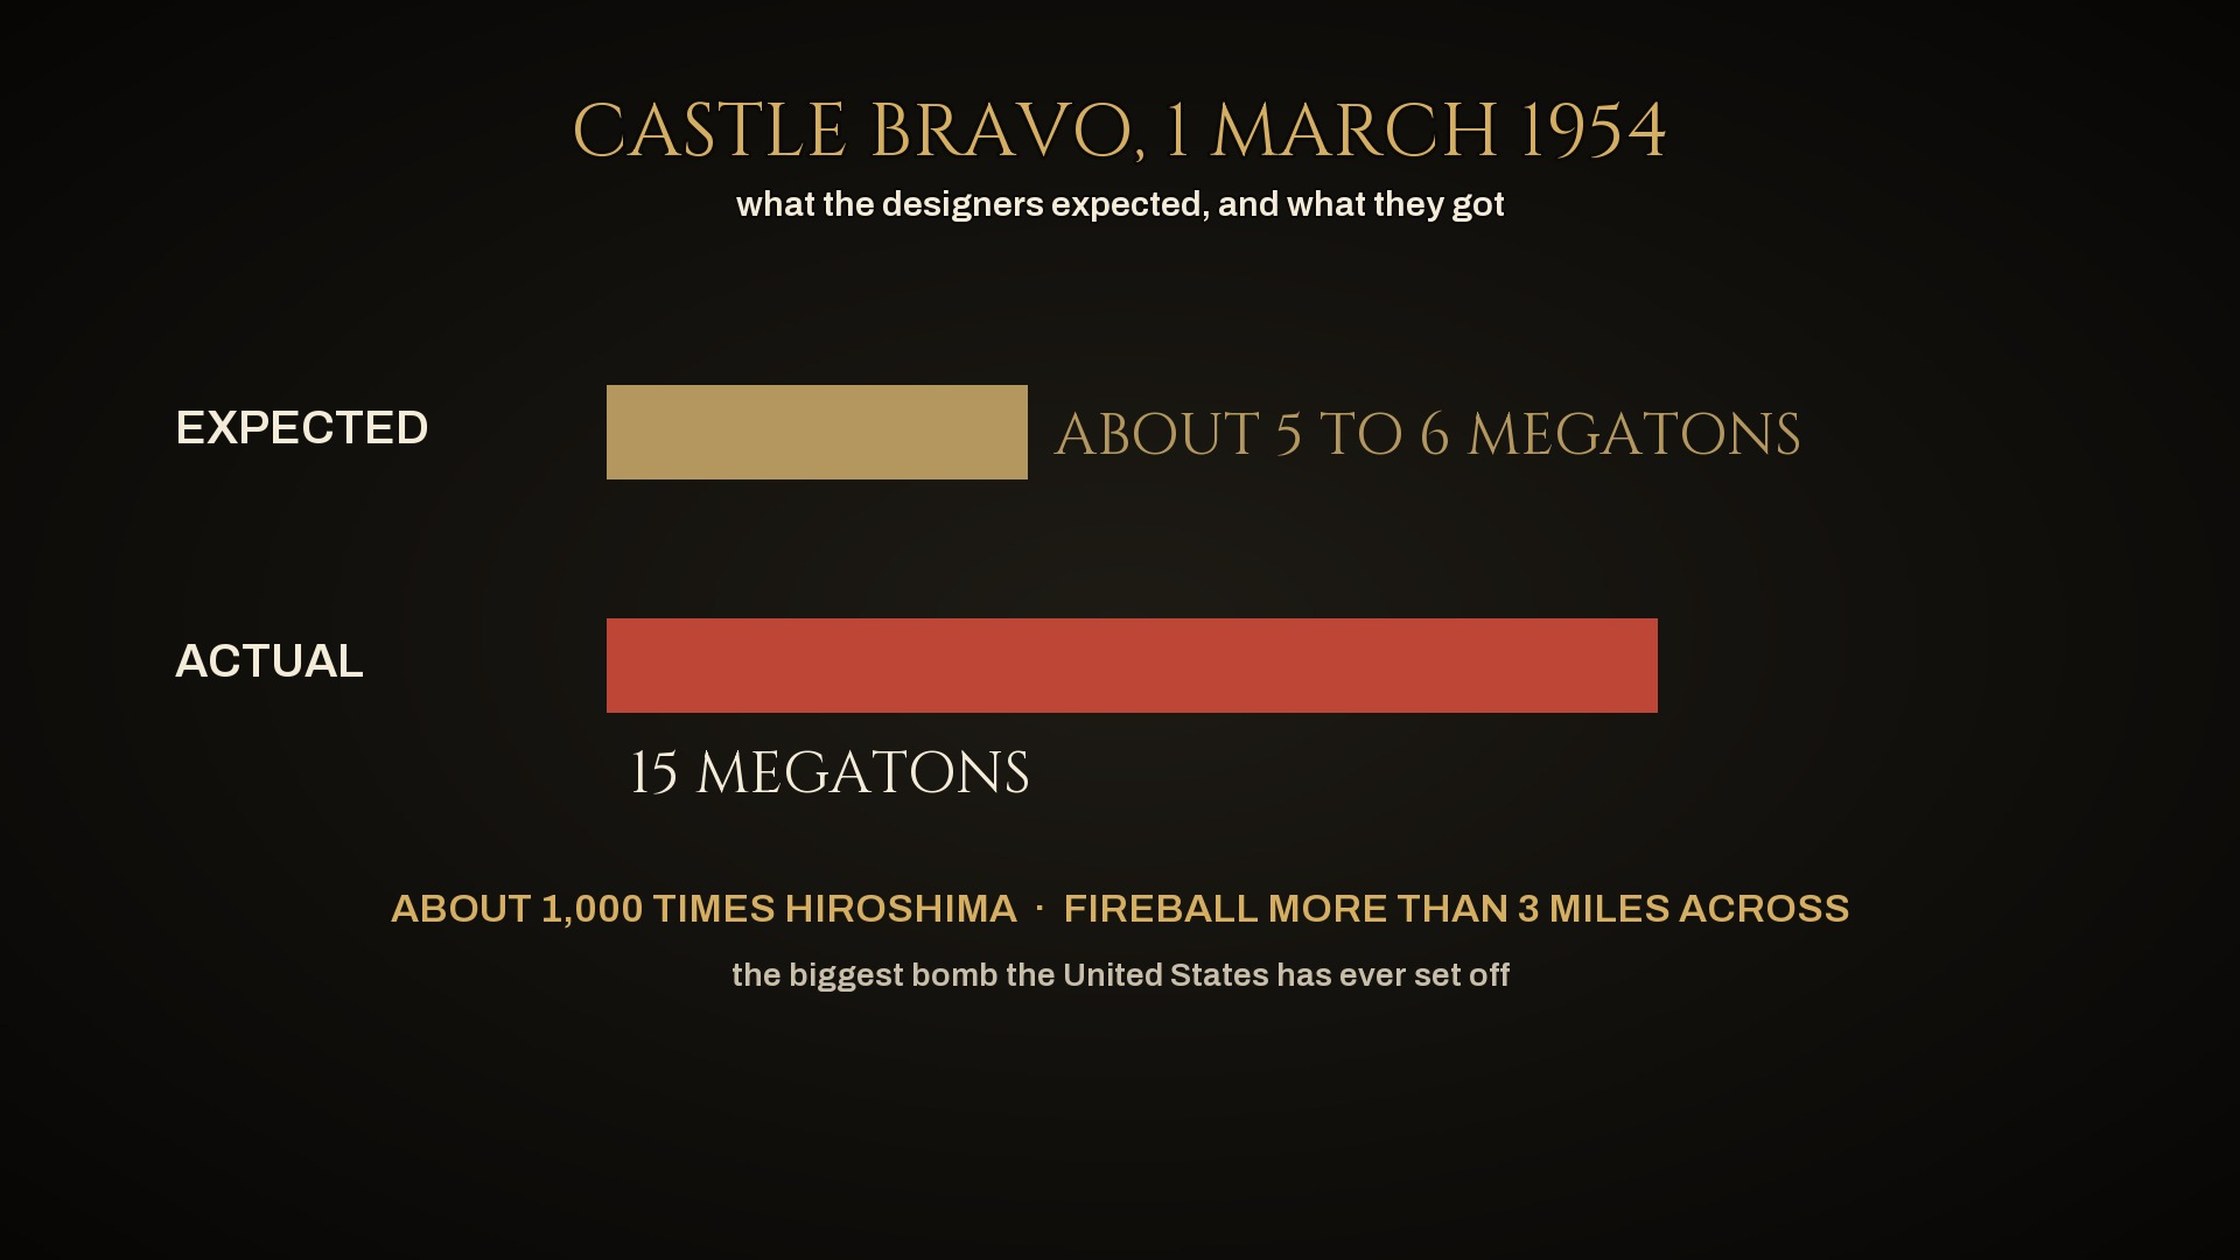 CASTLE BRAVO, 1 MARCH 1954
what the designers expected, and what they got
EXPECTED
ABOUT 5 TO 6 MEGATONS
ACTUAL
15 MEGATONS
ABOUT 1,000 TIMES HIROSHIMA · FIREBALL MORE THAN 3 MILES ACROSS
the biggest bomb the United States has ever set off